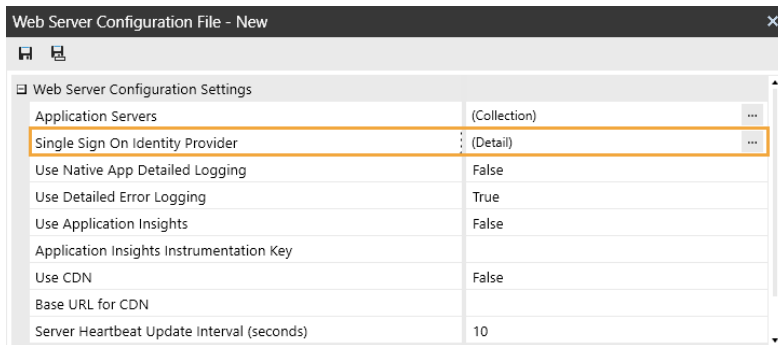 Web Server Configuration File - New
Web Server Configuration Settings
Application Servers (Collection) ...
Single Sign On Identity Provider (Detail) ...
Use Native App Detailed Logging False
Use Detailed Error Logging True
Use Application Insights False
Application Insights Instrumentation Key
Use CDN False
Base URL for CDN
Server Heartbeat Update Interval (seconds) 10